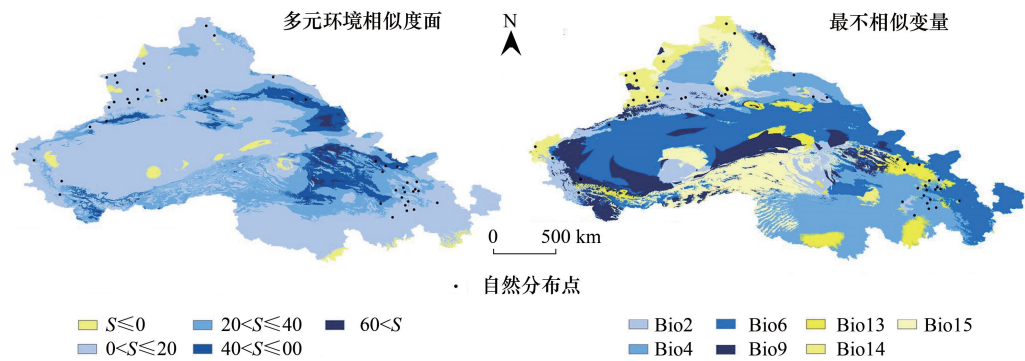 多元环境相似度面
N
最不相似变量
0 500 km
自然分布点
S≤0 20<S≤40 60<S
0<S≤20 40<S≤00
Bio2 Bio6 Bio13 Bio15
Bio4 Bio9 Bio14